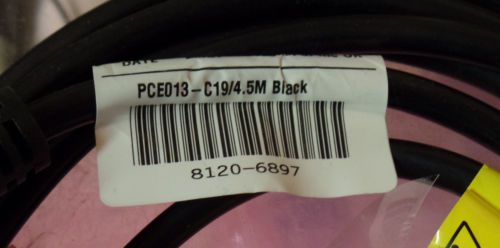 DATE
PCE013-C19/4.5M Black
8120-6897